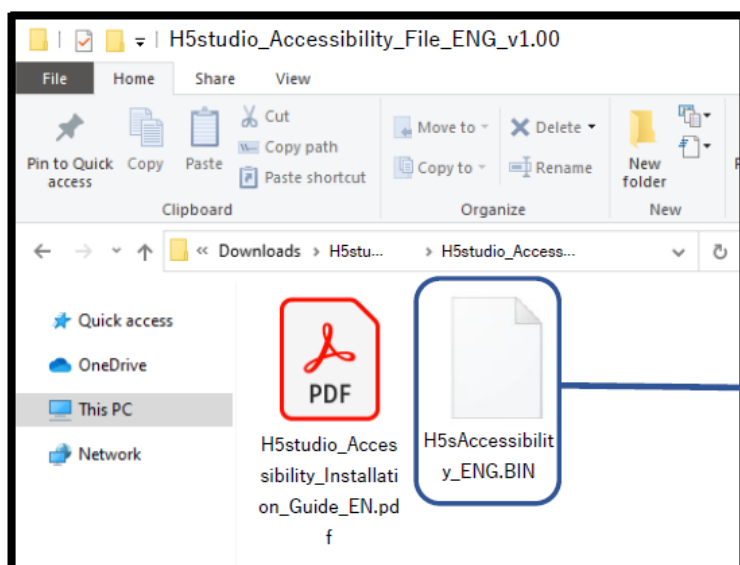 H5studio_Accessibility_File_ENG_v1.00
File Home Share View
Pin to Quick access
Copy
Paste
Cut
Copy path
Paste shortcut
Clipboard
Move to
Copy to
Delete
Rename
Organize
New folder
New
« Downloads > H5stu... > H5studio_Access...
Quick access
OneDrive
This PC
Network
PDF
H5studio_Acces
sibility_Installati
on_Guide_EN.pd
f
H5sAccessibilit
y_ENG.BIN